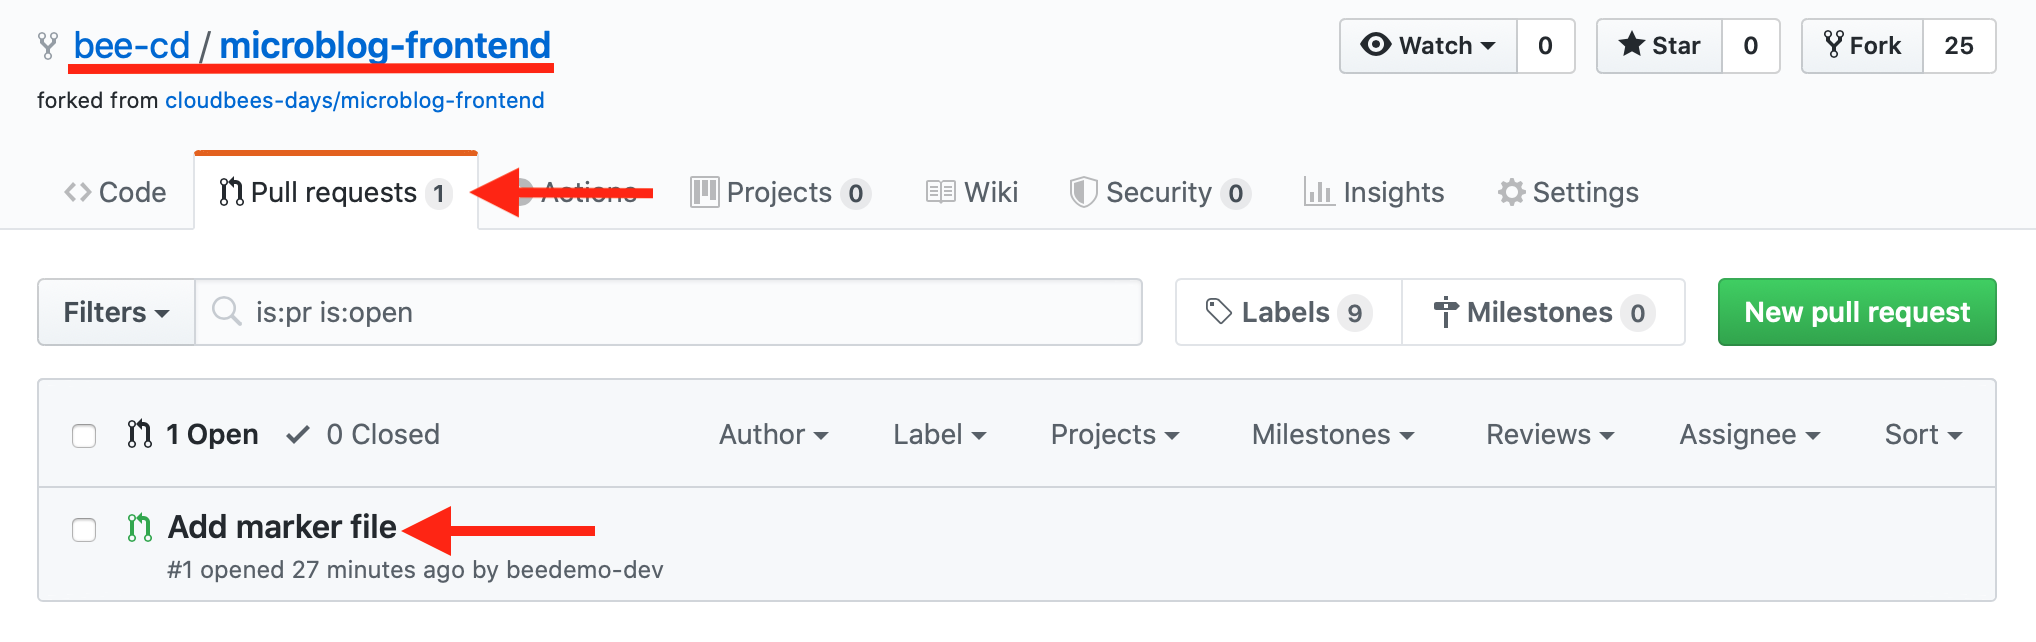 bee-cd / microblog-frontend
Watch 0 Star 0 Fork 25
forked from cloudbees-days/microblog-frontend
Code Pull requests 1 Actions Projects 0 Wiki Security 0 Insights Settings
Filters is:pr is:open Labels 9 Milestones 0 New pull request
1 Open 0 Closed Author Label Projects Milestones Reviews Assignee Sort
Add marker file
#1 opened 27 minutes ago by beedemo-dev